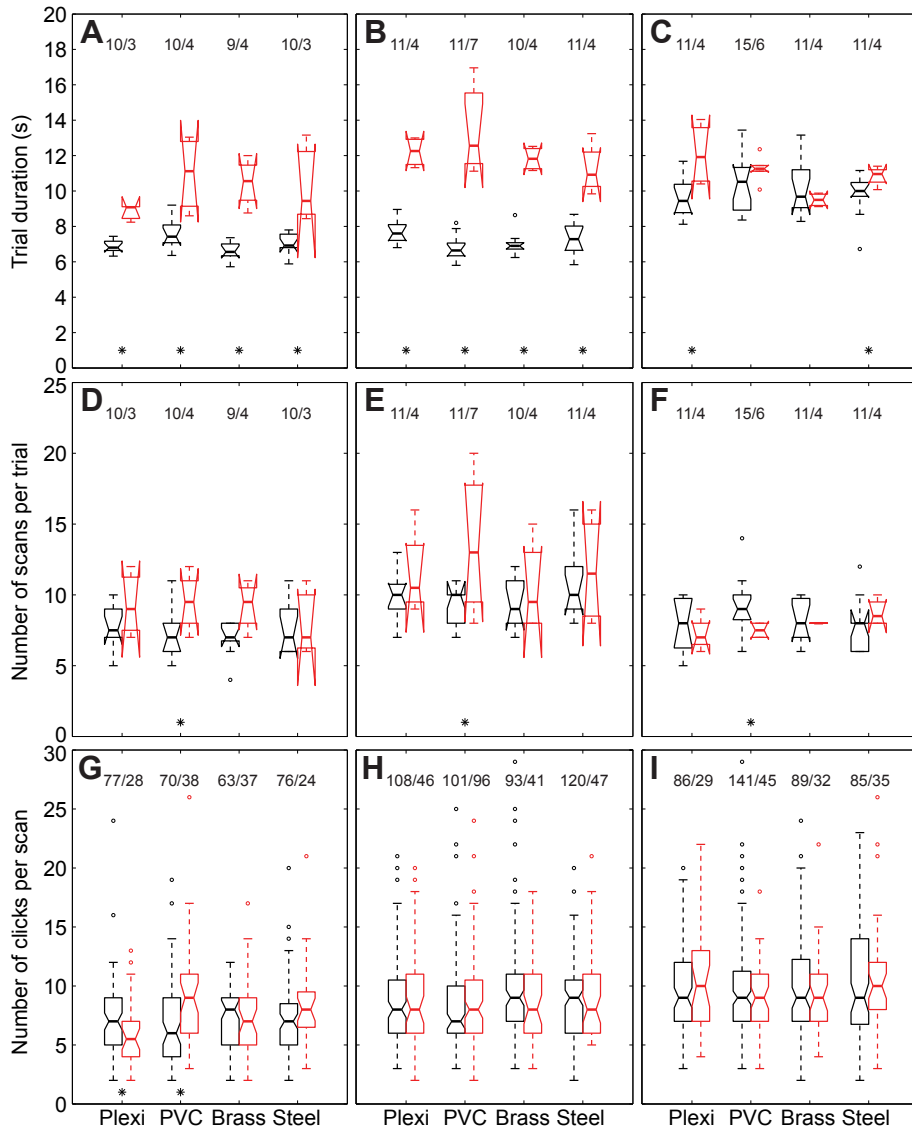 A
B
C
10/3 10/4 9/4 10/3
11/4 11/7 10/4 11/4
11/4 15/6 11/4 11/4
Trial duration (s)
20
18
16
14
12
10
8
6
4
2
0
* * * *
* * * *
* *
D
E
F
10/3 10/4 9/4 10/3
11/4 11/7 10/4 11/4
11/4 15/6 11/4 11/4
Number of scans per trial
25
20
15
10
5
0
*
*
*
G
H
I
77/28 70/38 63/37 76/24
108/46 101/96 93/41 120/47
86/29 141/45 89/32 85/35
Number of clicks per scan
30
25
20
15
10
5
0
* *
Plexi PVC Brass Steel
Plexi PVC Brass Steel
Plexi PVC Brass Steel